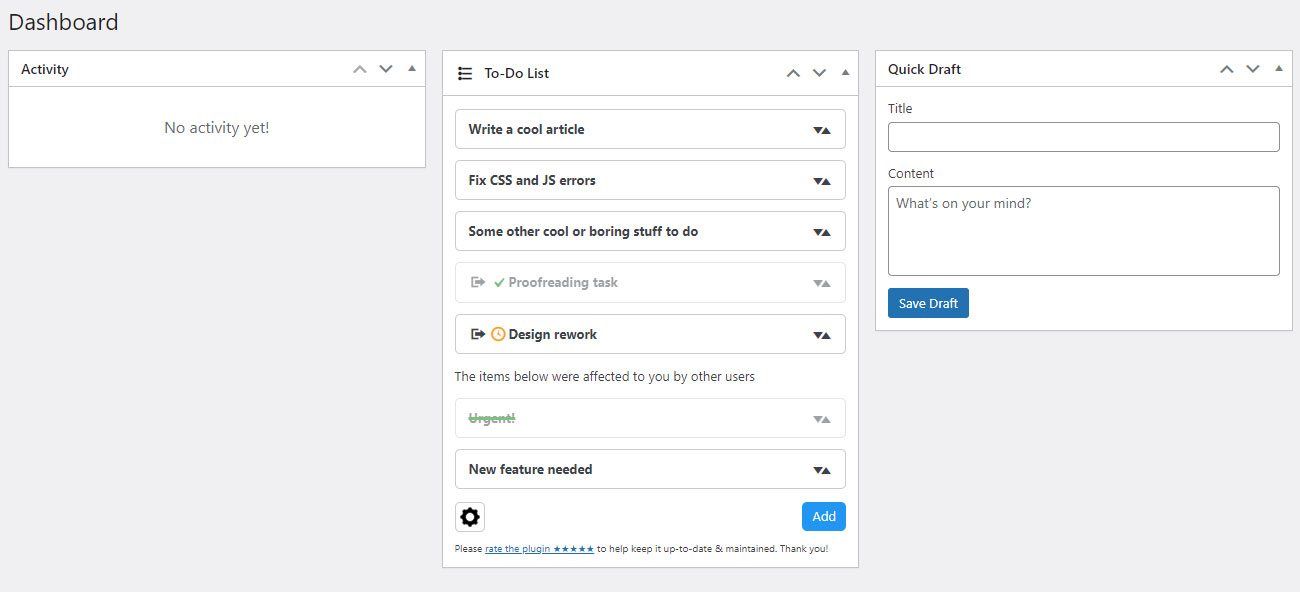 Dashboard
Activity
No activity yet!
To-Do List
Write a cool article
Fix CSS and JS errors
Some other cool or boring stuff to do
Proofreading task
Design rework
The items below were affected to you by other users
Urgent!
New feature needed
Add
Please rate the plugin ★★★★★ to help keep it up-to-date & maintained. Thank you!
Quick Draft
Title
Content
What's on your mind?
Save Draft